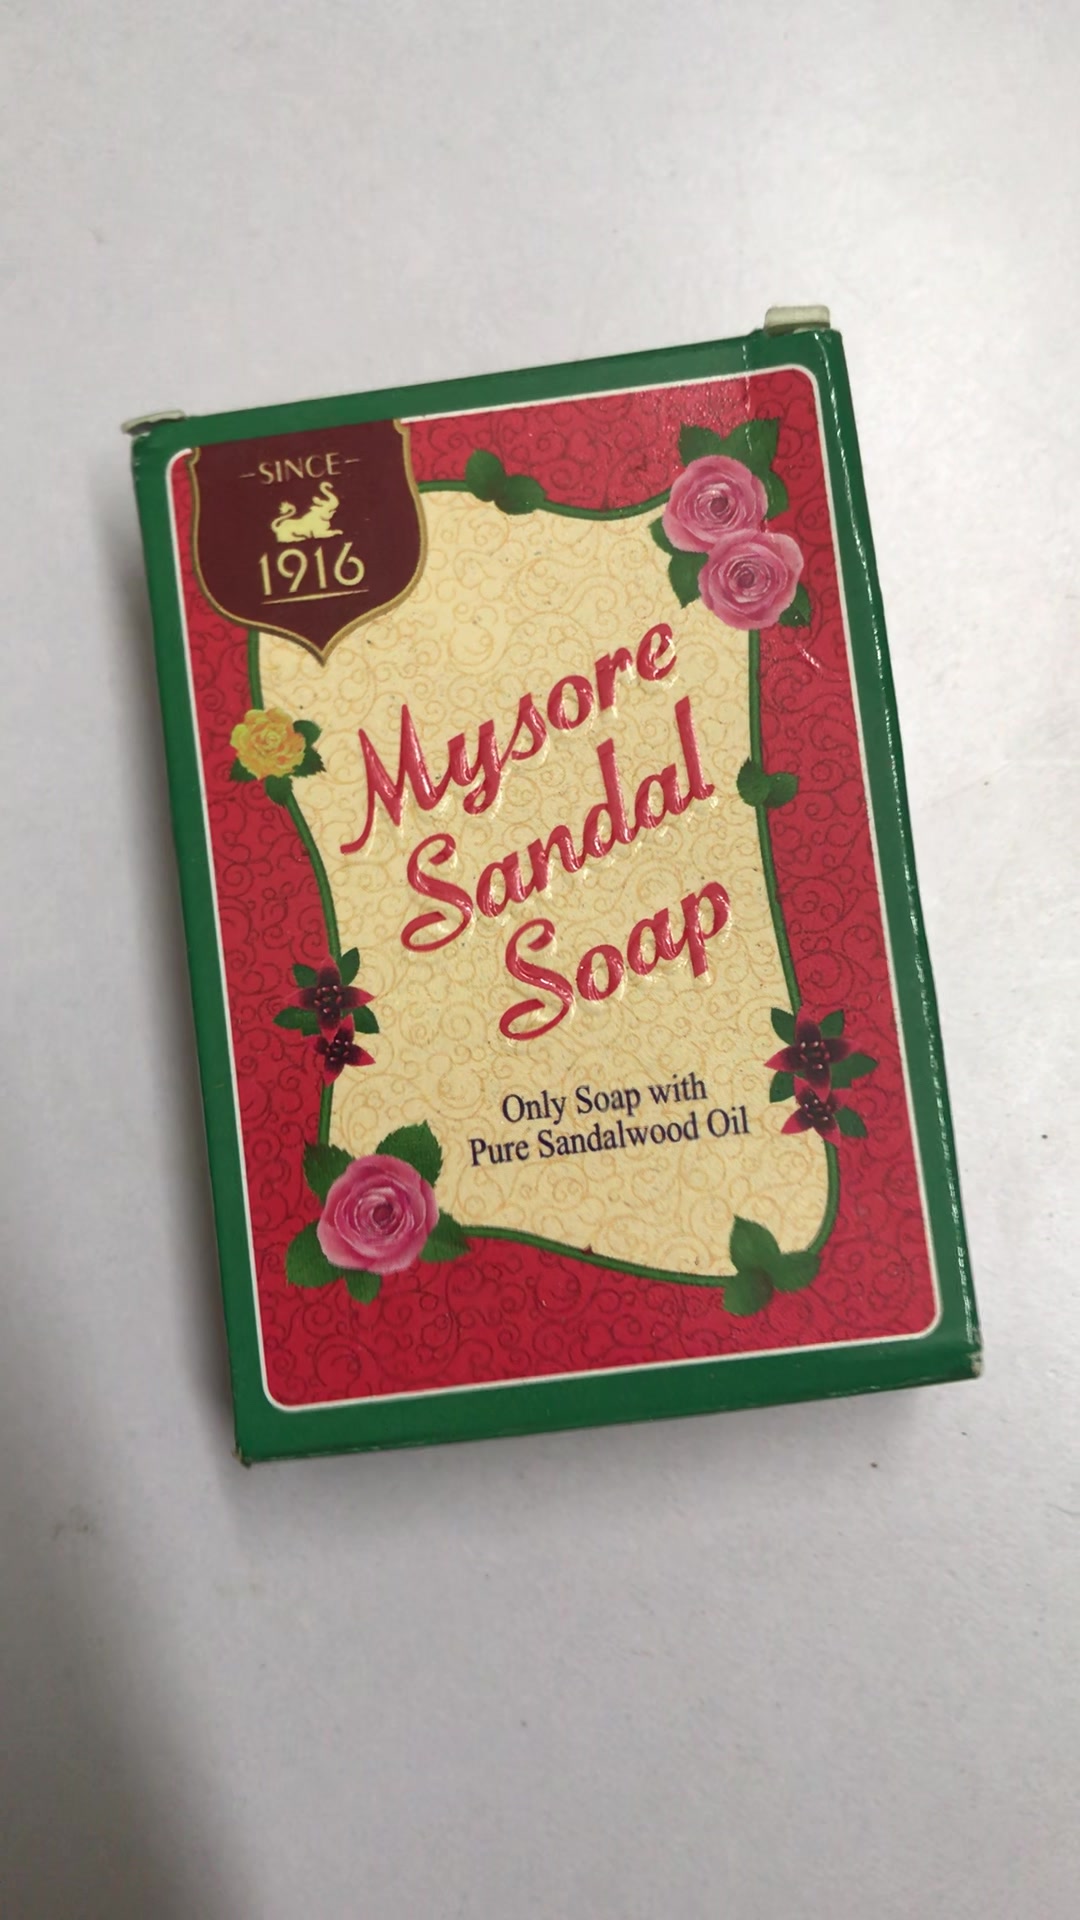 -SINCE-
1916
Mysore
Sandal
Soap
Only Soap with
Pure Sandalwood Oil